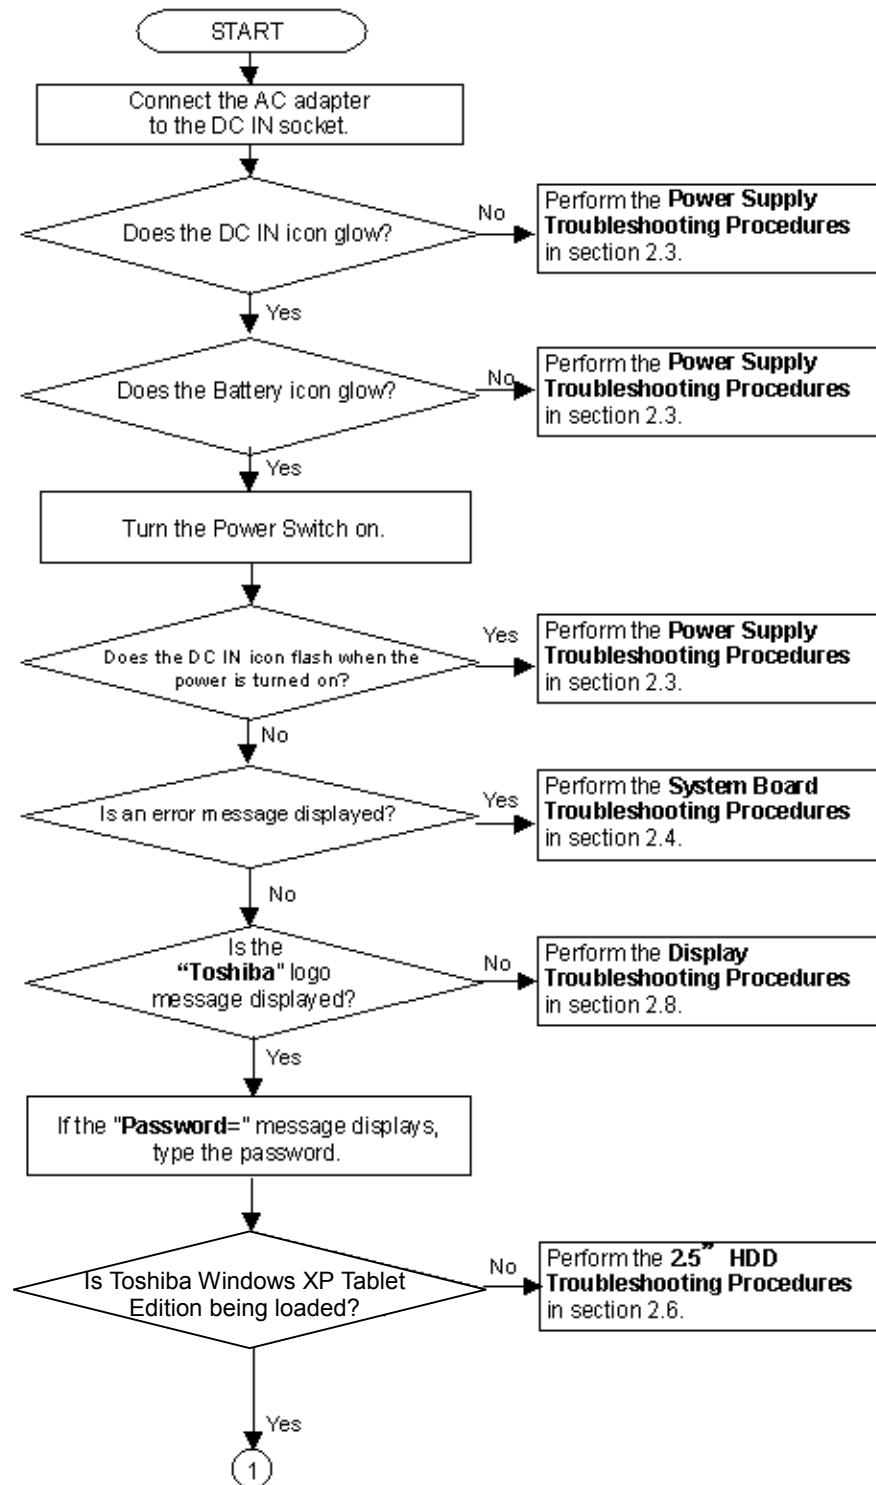 START
Connect the AC adapter
to the DC IN socket.
Does the DC IN icon glow?
No
Perform the Power Supply
Troubleshooting Procedures
in section 2.3.
Yes
Does the Battery icon glow?
No
Perform the Power Supply
Troubleshooting Procedures
in section 2.3.
Yes
Turn the Power Switch on.
Does the DC IN icon flash when the
power is turned on?
Yes
Perform the Power Supply
Troubleshooting Procedures
in section 2.3.
No
Is an error message displayed?
Yes
Perform the System Board
Troubleshooting Procedures
in section 2.4.
No
Is the
“Toshiba" logo
message displayed?
No
Perform the Display
Troubleshooting Procedures
in section 2.8.
Yes
If the "Password=" message displays,
type the password.
Is Toshiba Windows XP Tablet
Edition being loaded?
No
Perform the 2.5” HDD
Troubleshooting Procedures
in section 2.6.
Yes
1